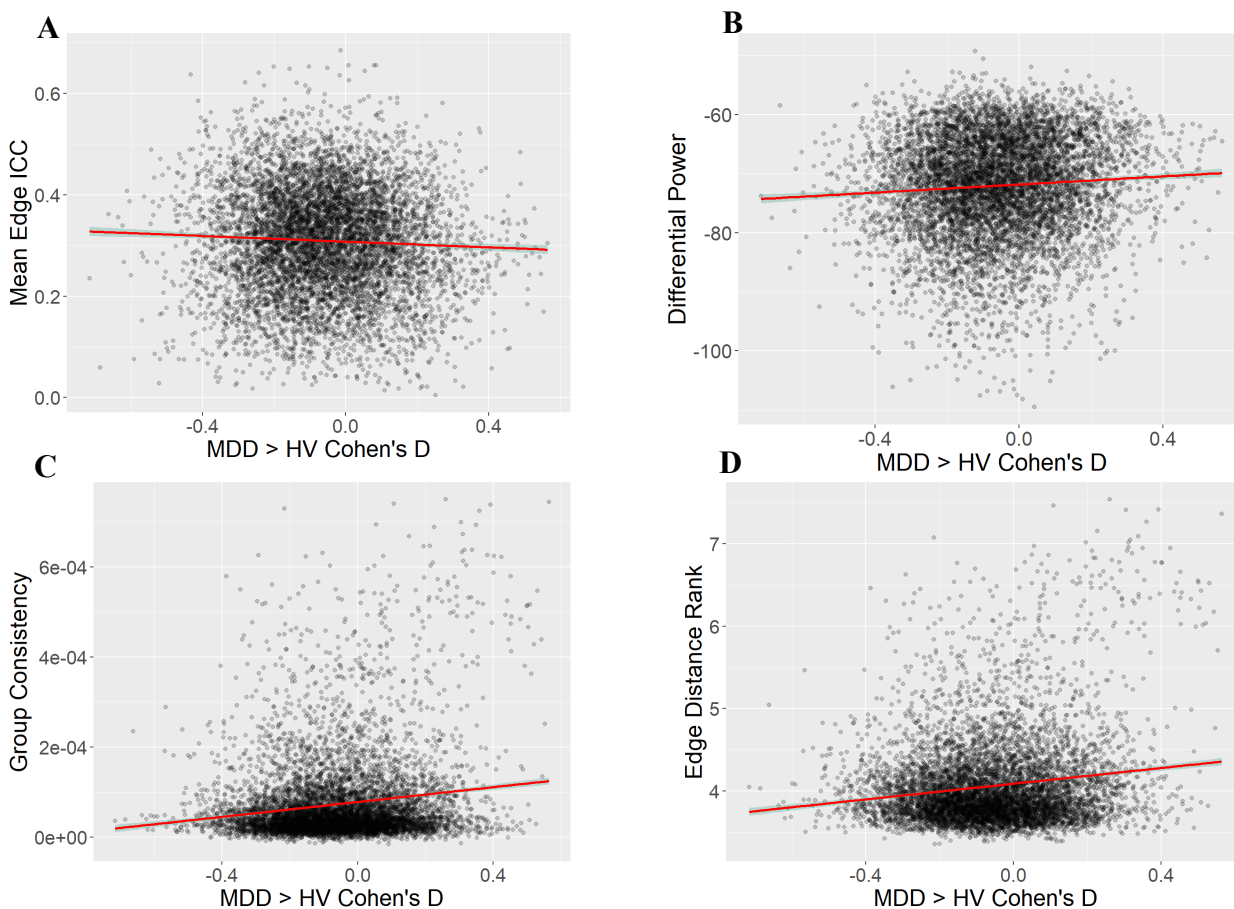 A
Mean Edge ICC
0.6
0.4
0.2
0.0
-0.4
0.0
0.4
MDD > HV Cohen's D
B
Differential Power
-60
-80
-100
-0.4
0.0
0.4
MDD > HV Cohen's D
C
Group Consistency
6e-04
4e-04
2e-04
0e+00
-0.4
0.0
0.4
MDD > HV Cohen's D
D
Edge Distance Rank
7
6
5
4
-0.4
0.0
0.4
MDD > HV Cohen's D